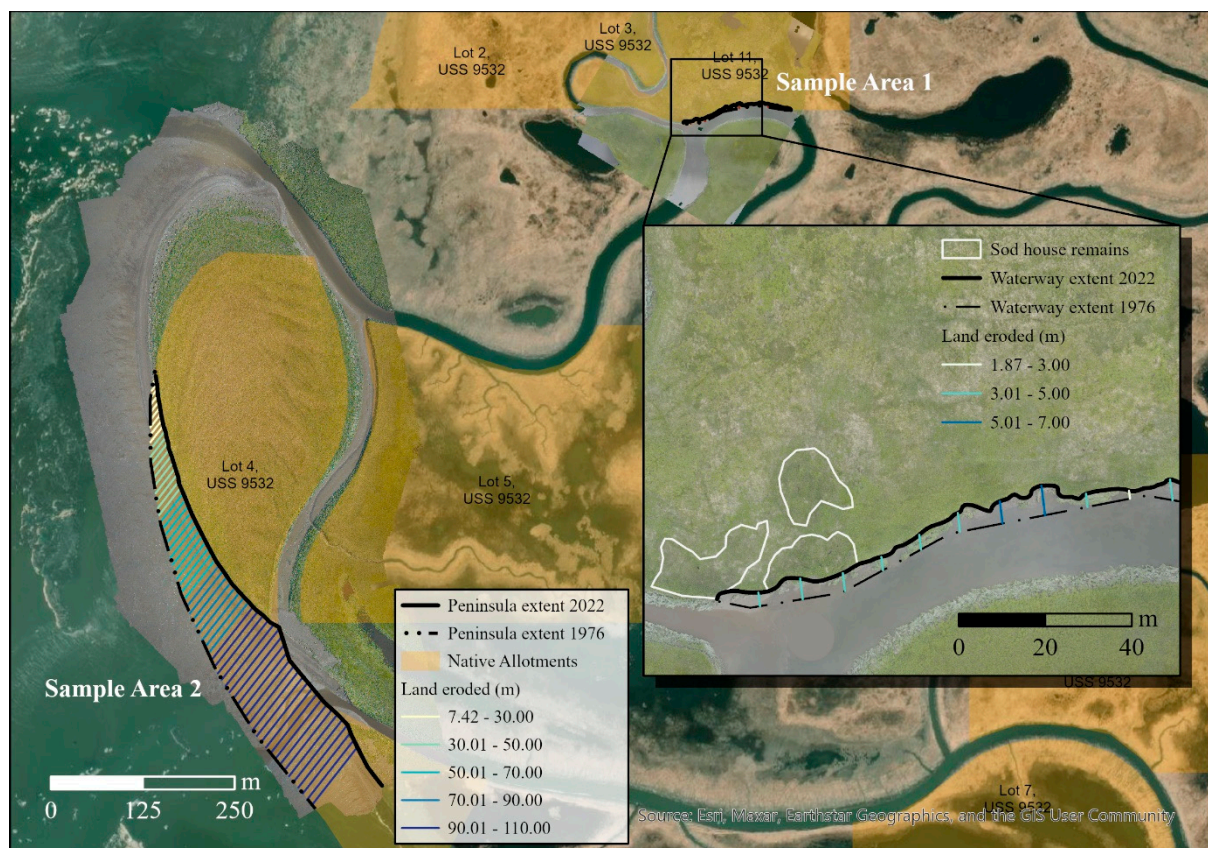 Lot 2,
USS 9532
Lot 3,
USS 9532
Lot 11,
USS 9532
Sample Area 1
Sod house remains
Waterway extent 2022
Waterway extent 1976
Land eroded (m)
1.87 - 3.00
3.01 - 5.00
5.01 - 7.00
m
0 20 40
Lot 4,
USS 9532
Lot 5,
USS 9532
Sample Area 2
m
0 125 250
Peninsula extent 2022
Peninsula extent 1976
Native Allotments
Land eroded (m)
7.42 - 30.00
30.01 - 50.00
50.01 - 70.00
70.01 - 90.00
90.01 - 110.00
USS 9532
Lot 7,
USS 9532
Source: Esri, Maxar, Earthstar Geographics, and the GIS User Community